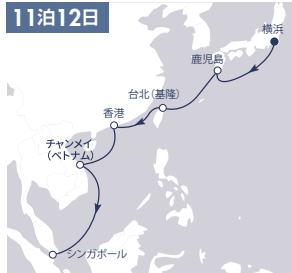 11泊12日
横浜
鹿児島
台北（基隆）
香港
チャンメイ
（ベトナム）
シンガポール